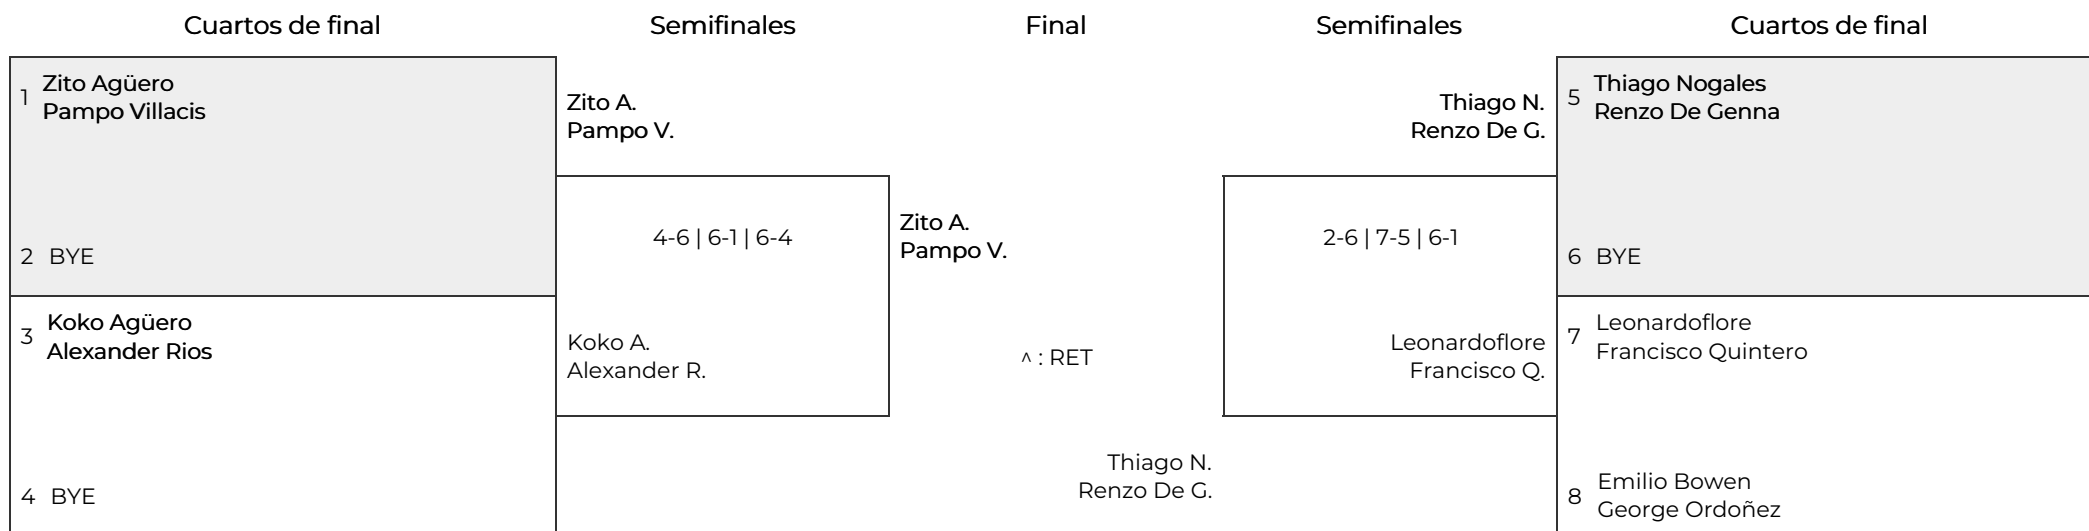 Cuartos de final
Semifinales
Final
Semifinales
Cuartos de final
1
Zito Agüero
Pampo Villacis
2 BYE
3
Koko Agüero
Alexander Rios
4 BYE
Zito A.
Pampo V.
4-6 | 6-1 | 6-4
Koko A.
Alexander R.
Zito A.
Pampo V.
^ : RET
Thiago N.
Renzo De G.
Thiago N.
Renzo De G.
2-6 | 7-5 | 6-1
Leonardoflore
Francisco Q.
5
Thiago Nogales
Renzo De Genna
6 BYE
7
Leonardoflore
Francisco Quintero
8
Emilio Bowen
George Ordoñez